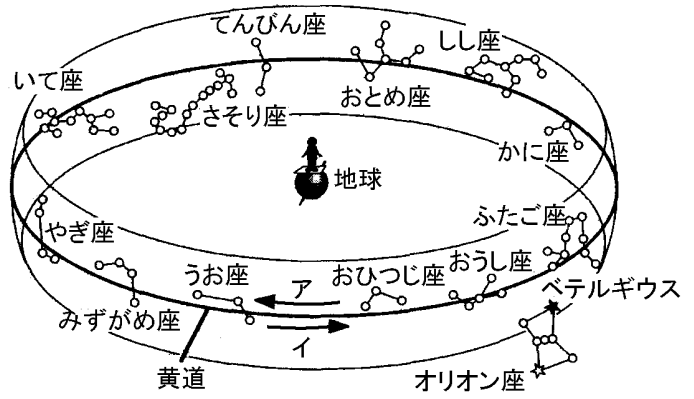 てんびん座
しし座
いて座
おとめ座
さそり座
かに座
地球
ふたご座
やぎ座
うお座
おひつじ座
おうし座
ア
ベテルギウス
みずがめ座
イ
黄道
オリオン座